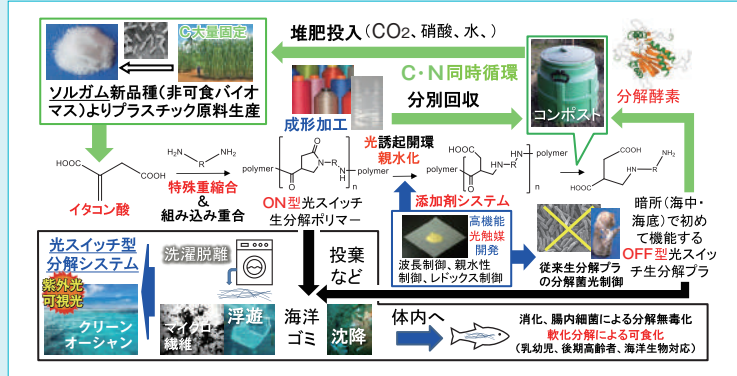 C大量固定
堆肥投入(CO2、硝酸、水、)
C・N同時循環
分別回収
ソルガム新品種(非可食バイオ
マス)よりプラスチック原料生産
成形加工
コンポスト
分解酵素
HOOC
COOH
イタコン酸
H2N
R
NH2
特殊重縮合
&
組み込み重合
polymer
O
O
N
R
H
N
polymer
n
ON型光スイッチ
生分解ポリマー
光誘起開環
親水化
HOOC
polymer
O
HN
R
H
N
polymer
O
n
COOH
HOOC
HN
R
NH2
添加剤システム
高機能
光触媒
開発
波長制御、親水性
制御、レドックス制御
従来生分解プラ
の分解菌光制御
暗所(海中・
海底)で初め
て機能する
OFF型光スイッ
チ生分解プラ
光スイッチ型
分解システム
紫外光
可視光
クリーン
オーシャン
洗濯脱離
マイクロ
繊維
浮遊
投棄
など
海洋
ゴミ
沈降
体内へ
消化、腸内細菌による分解無毒化
軟化分解による可食化
(乳幼児、後期高齢者、海洋生物対応)